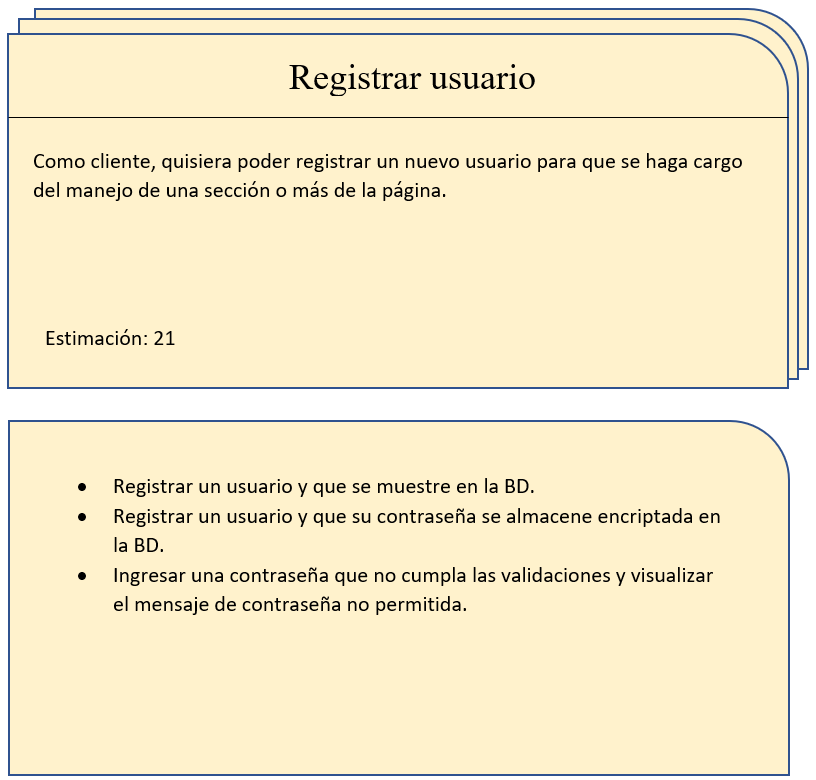 Registrar usuario
Como cliente, quisiera poder registrar un nuevo usuario para que se haga cargo
del manejo de una sección o más de la página.
Estimación: 21
• Registrar un usuario y que se muestre en la BD.
• Registrar un usuario y que su contraseña se almacene encriptada en
la BD.
• Ingresar una contraseña que no cumpla las validaciones y visualizar
el mensaje de contraseña no permitida.